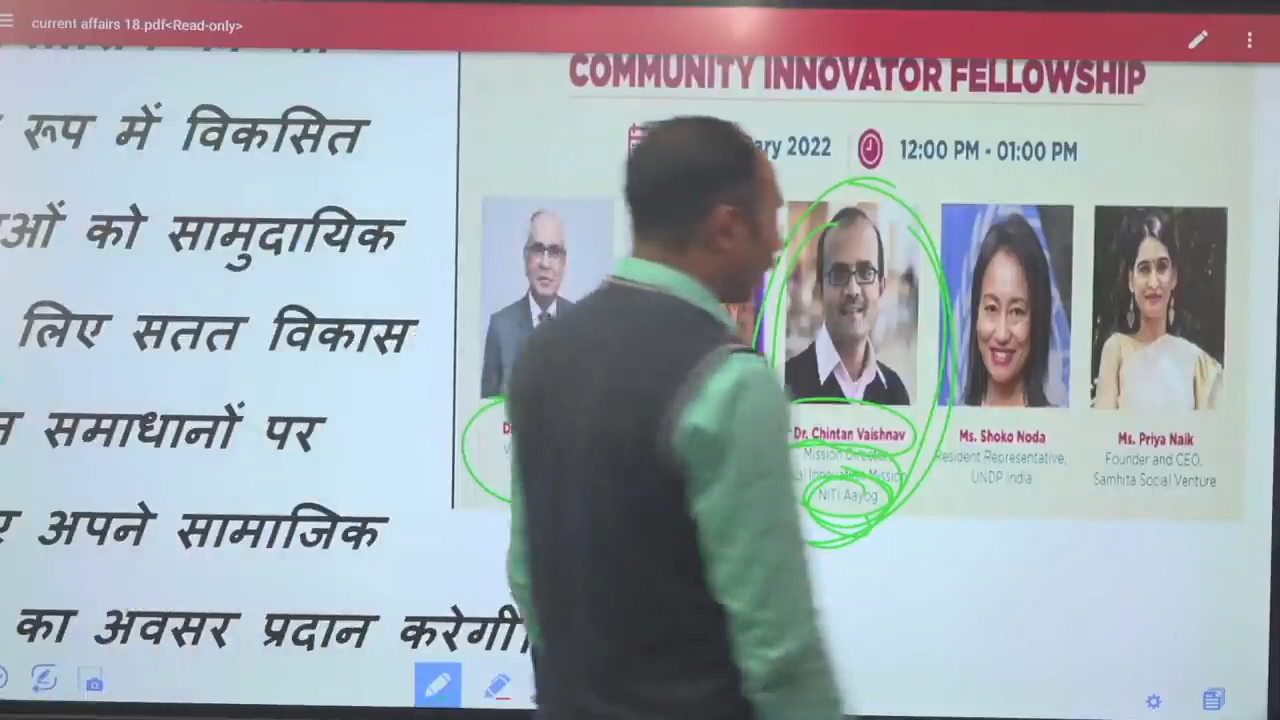 current affairs 18.pdf<Read-only>
COMMUNITY INNOVATOR FELLOWSHIP
2022
12:00 PM - 01:00 PM
रूप में विकसित
को सामुदायिक
लिए सतत विकास
समाधानों पर
अपने सामाजिक
का अवसर प्रदान करेगी
Dr. Chintan Vaishnav
Mission Director
Mission
NITI Aayog
Ms. Shoko Noda
Resident Representative,
UNDP India
Ms. Priya Naik
Founder and CEO,
Samhita Social Venture